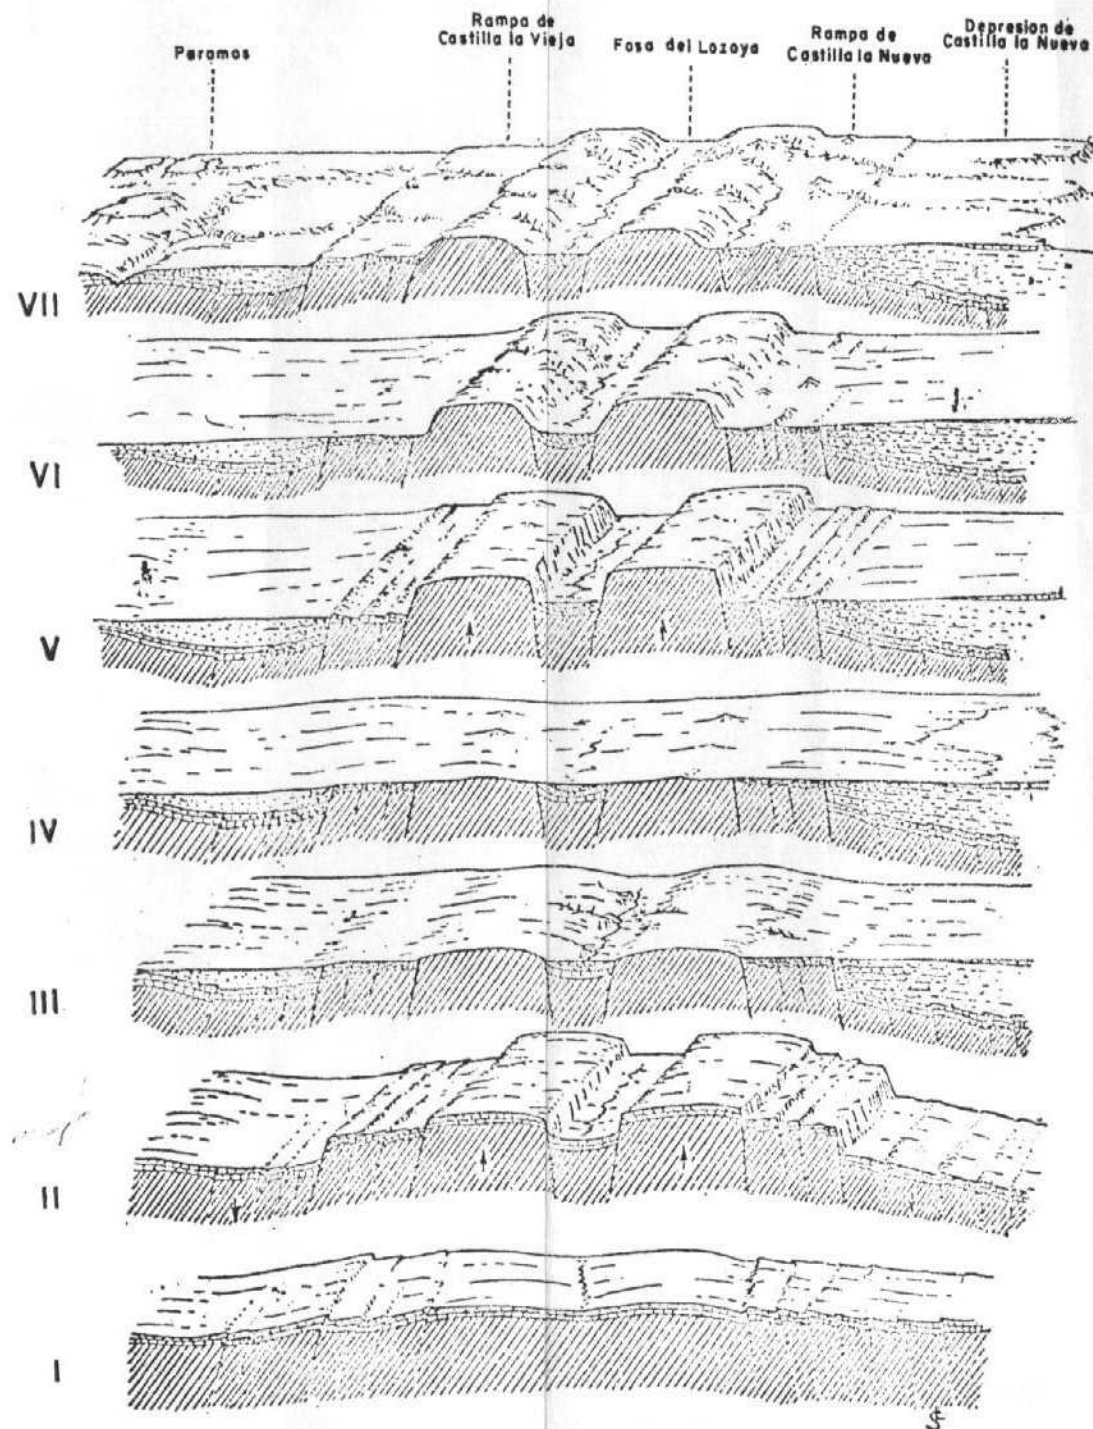 Paramos
Rampa de
Castilla la Vieja
Fosa del Lozoya
Rampa de
Castilla la Nueva
Depresion de
Castilla la Nueva
VII
VI
V
IV
III
II
I